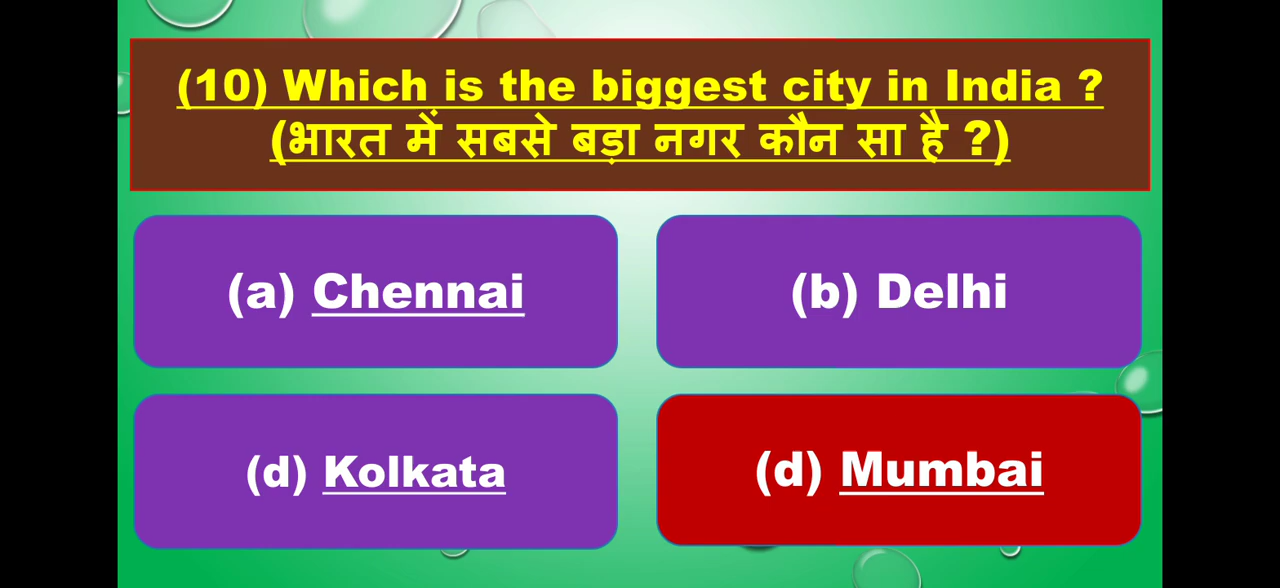 (10) Which is the biggest city in India ?
(भारत में सबसे बड़ा नगर कौन सा है ?)
(a) Chennai
(b) Delhi
(d) Kolkata
(d) Mumbai